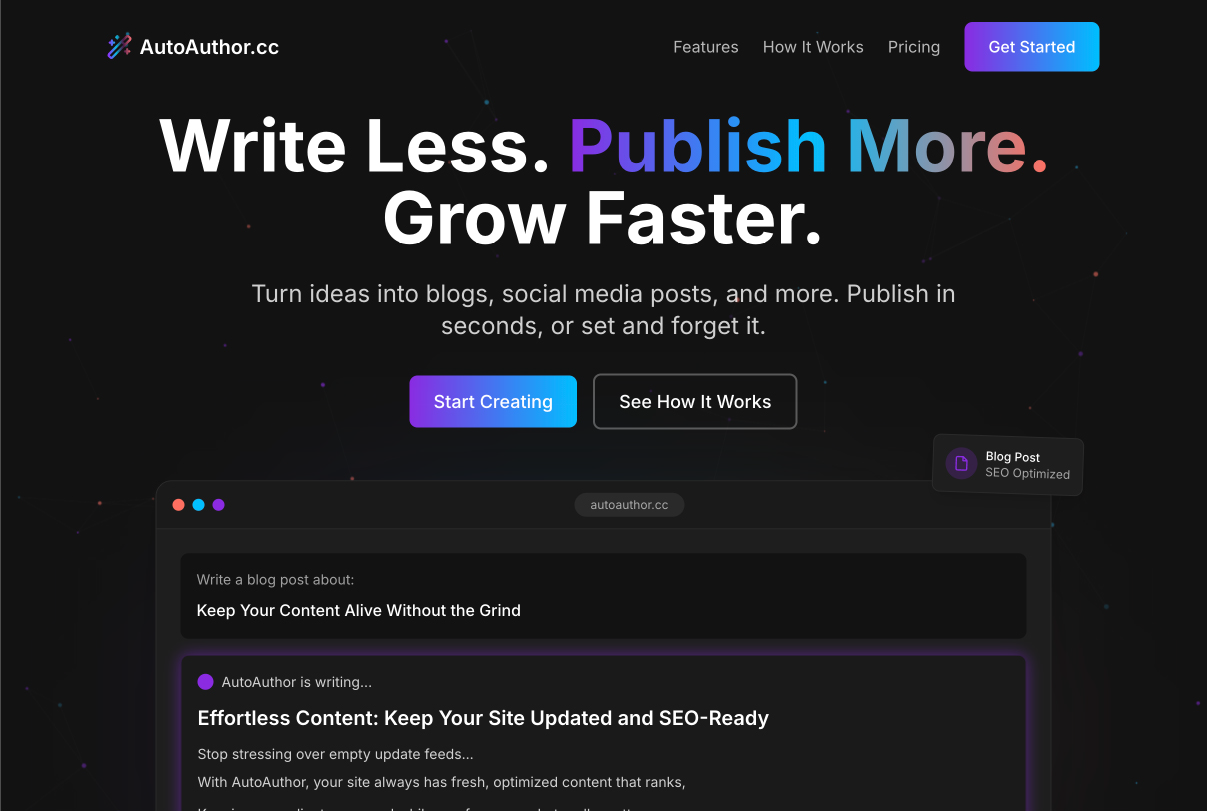 AutoAuthor.cc
Features
How It Works
Pricing
Get Started
Write Less. Publish More.
Grow Faster.
Turn ideas into blogs, social media posts, and more. Publish in
seconds, or set and forget it.
Start Creating
See How It Works
Blog Post
SEO Optimized
autoauthor.cc
Write a blog post about:
Keep Your Content Alive Without the Grind
AutoAuthor is writing...
Effortless Content: Keep Your Site Updated and SEO-Ready
Stop stressing over empty update feeds...
With AutoAuthor, your site always has fresh, optimized content that ranks,